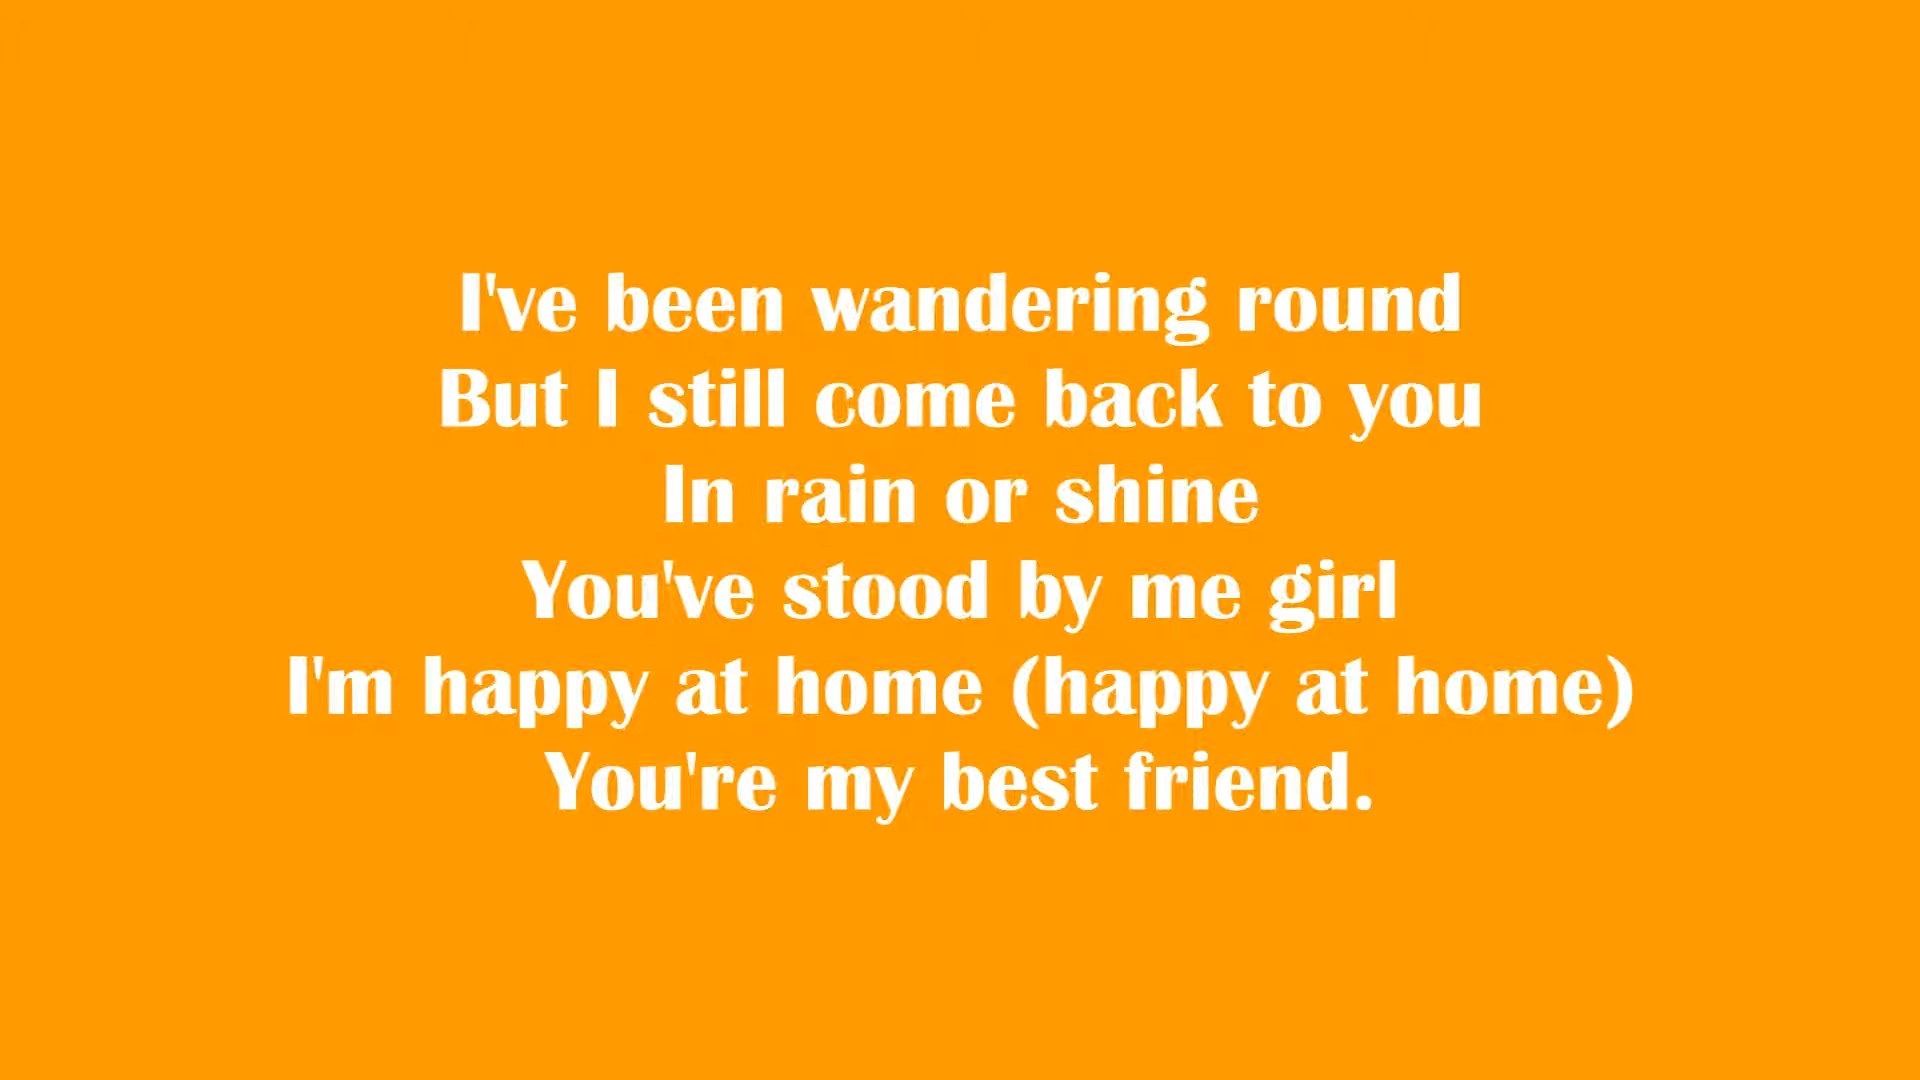 I've been wandering round
But I still come back to you
In rain or shine
You've stood by me girl
I'm happy at home (happy at home)
You're my best friend.